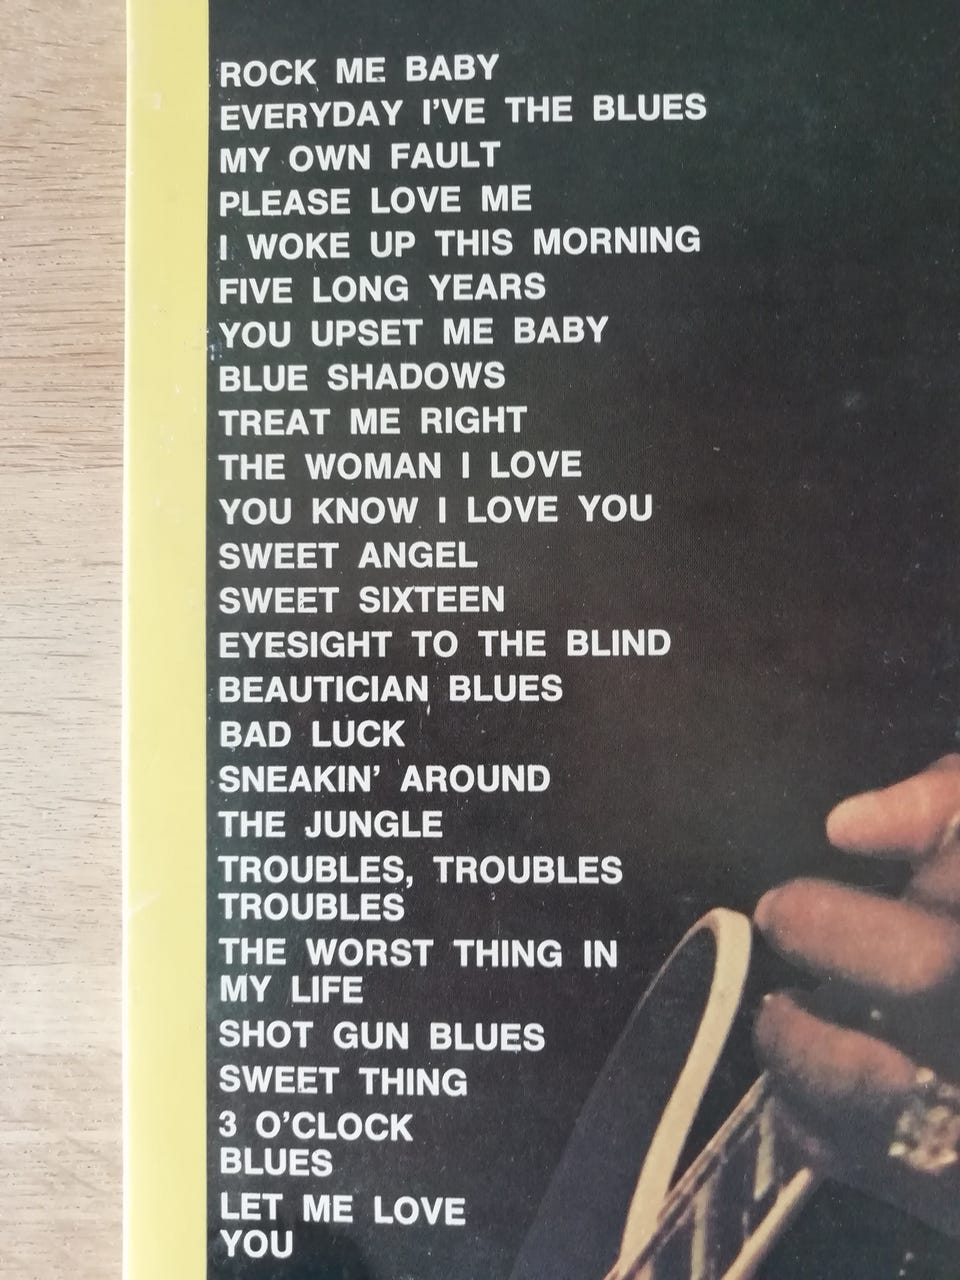 ROCK ME BABY
EVERYDAY I'VE THE BLUES
MY OWN FAULT
PLEASE LOVE ME
I WOKE UP THIS MORNING
FIVE LONG YEARS
YOU UPSET ME BABY
BLUE SHADOWS
TREAT ME RIGHT
THE WOMAN I LOVE
YOU KNOW I LOVE YOU
SWEET ANGEL
SWEET SIXTEEN
EYESIGHT TO THE BLIND
BEAUTICIAN BLUES
BAD LUCK
SNEAKIN' AROUND
THE JUNGLE
TROUBLES, TROUBLES
TROUBLES
THE WORST THING IN
MY LIFE
SHOT GUN BLUES
SWEET THING
3 O'CLOCK
BLUES
LET ME LOVE
YOU